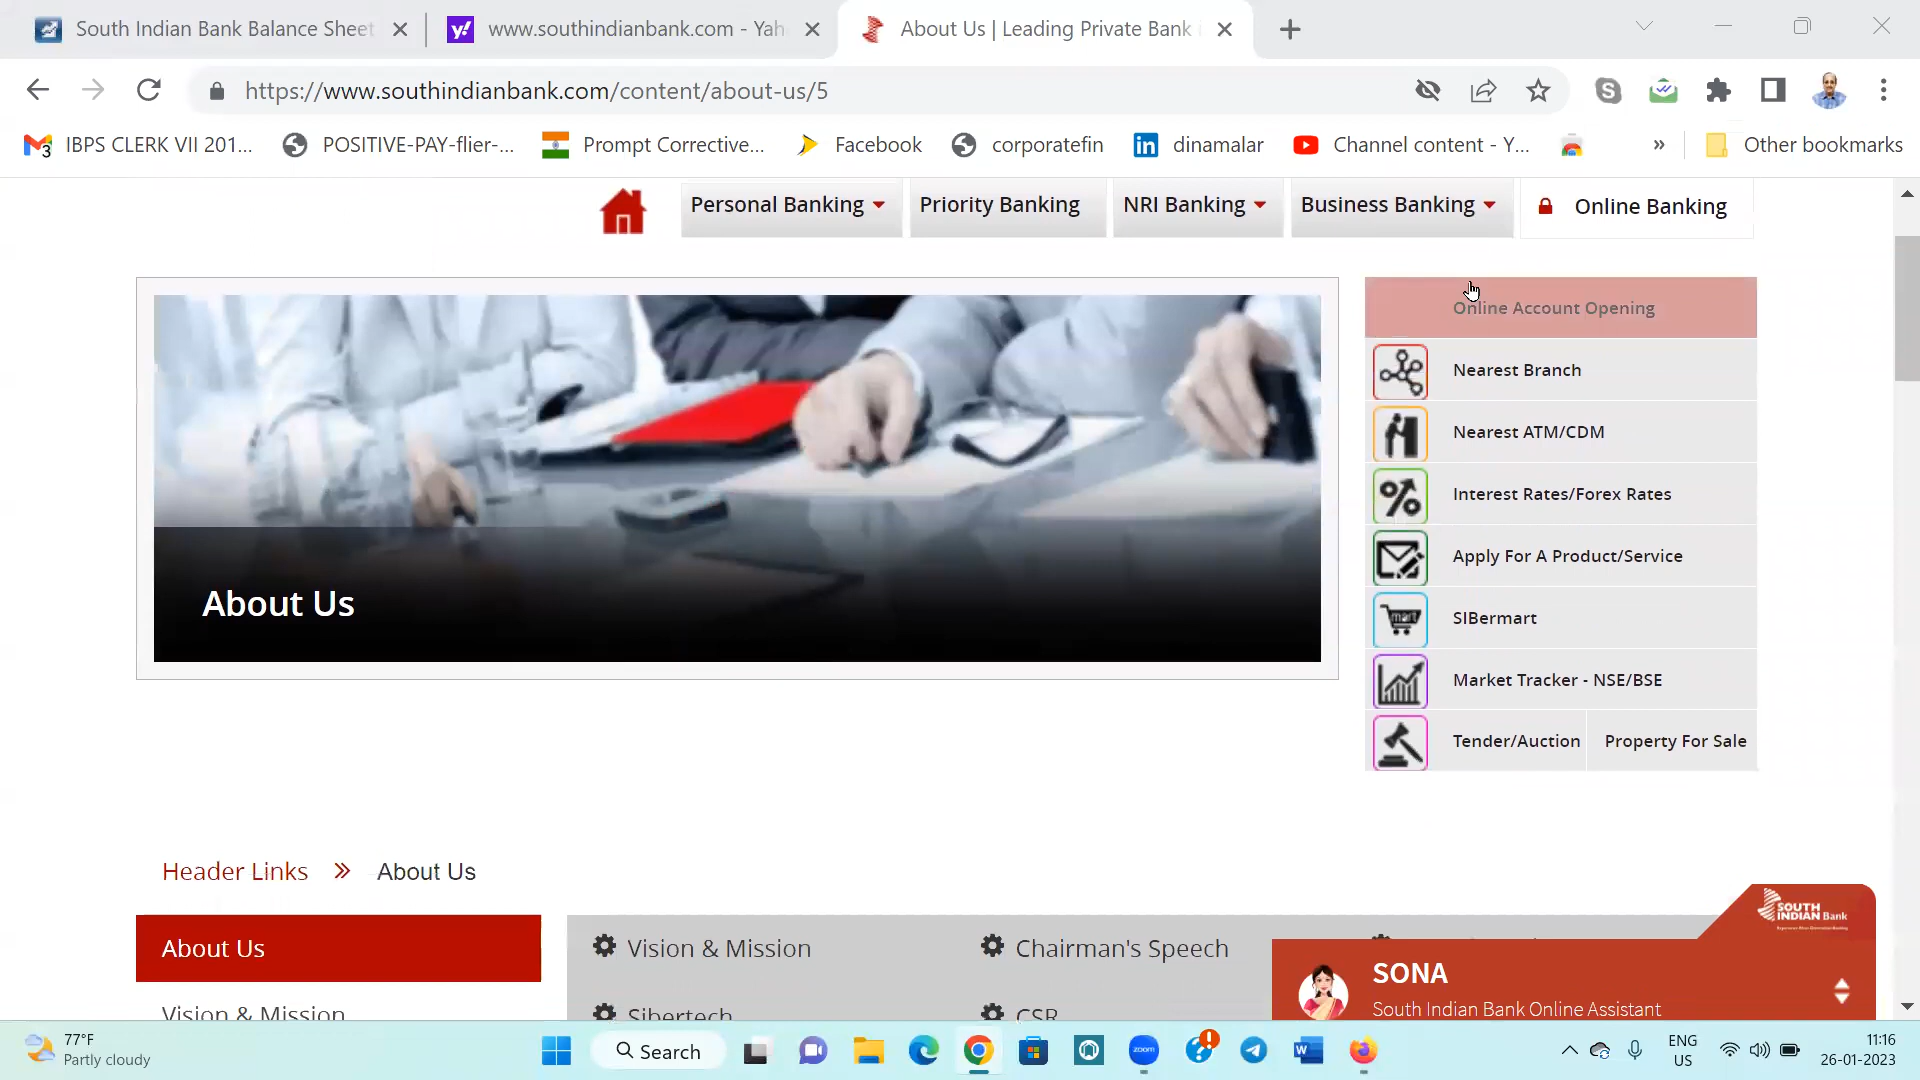 South Indian Bank Balance Sheet
www.southindianbank.com - Yah
About Us | Leading Private Bank
https://www.southindianbank.com/content/about-us/5
IBPS CLERK VII 201...
POSITIVE-PAY-flier-...
Prompt Corrective...
Facebook
corporatefin
dinamalar
Channel content - Y...
»
Other bookmarks
Personal Banking
Priority Banking
NRI Banking
Business Banking
Online Banking
Online Account Opening
Nearest Branch
Nearest ATM/CDM
Interest Rates/Forex Rates
Apply For A Product/Service
SIBermart
Market Tracker - NSE/BSE
Tender/Auction
Property For Sale
About Us
Header Links » About Us
About Us
Vision & Mission
Chairman's Speech
Vision & Mission
Sibertech
CSR
SOUTH
INDIAN Bank
SONA
South Indian Bank Online Assistant
77°F
Partly cloudy
Search
zoom
ENG
US
11:16
26-01-2023